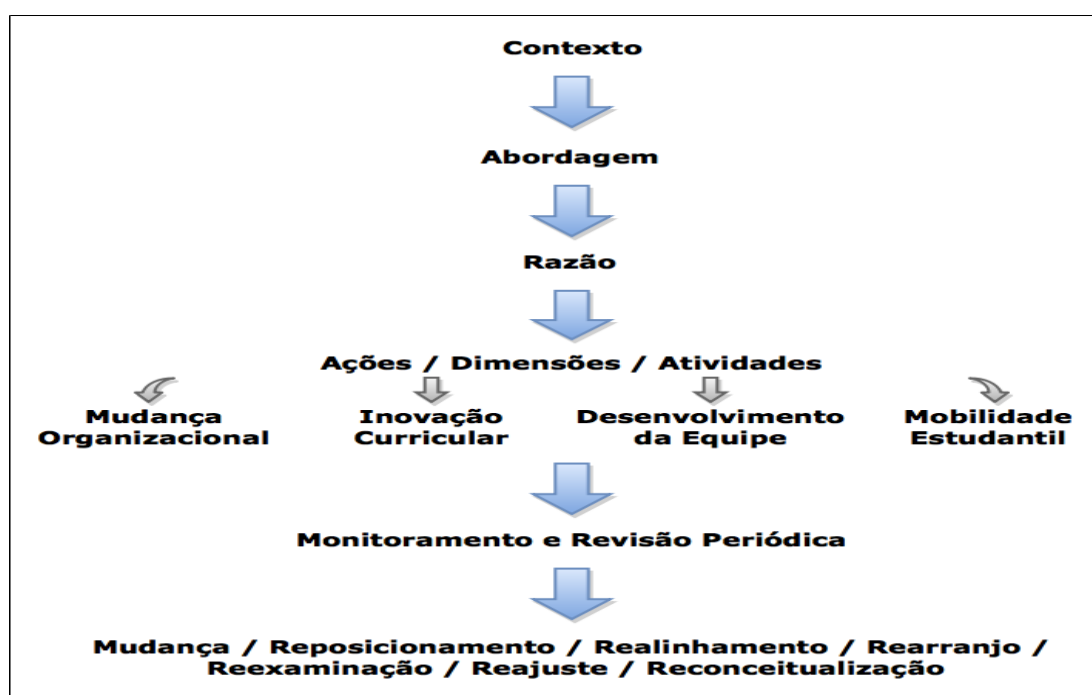 Contexto
Abordagem
Razão
Ações / Dimensões / Atividades
Mudança Organizacional
Inovação Curricular
Desenvolvimento da Equipe
Mobilidade Estudantil
Monitoramento e Revisão Periódica
Mudança / Reposicionamento / Realinhamento / Rearranjo /
Reexaminação / Reajuste / Reconceitualização